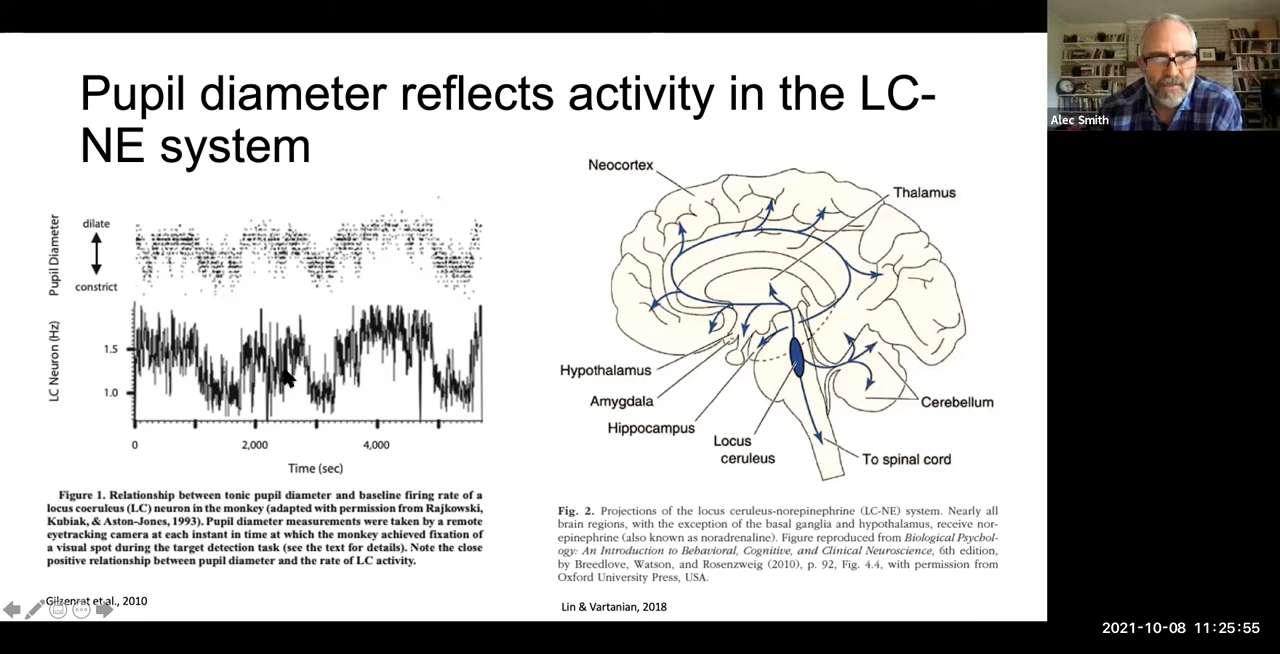 Pupil diameter reflects activity in the LC-
NE system
Alec Smith
Pupil Diameter
dilate
constrict
LC Neuron (Hz)
1.5
1.0
0
2,000
4,000
Time (sec)
Figure 1. Relationship between tonic pupil diameter and baseline firing rate of a
locus coeruleus (LC) neuron in the monkey (adapted with permission from Rajkowski,
Kubiak, & Aston-Jones, 1993). Pupil diameter measurements were taken by a remote
eyetracking camera at each instant in time at which the monkey achieved fixation of
a visual spot during the target detection task (see the text for details). Note the close
positive relationship between pupil diameter and the rate of LC activity.
Gilzenrat et al., 2010
Neocortex
Thalamus
Hypothalamus
Amygdala
Hippocampus
Locus
ceruleus
Cerebellum
To spinal cord
Fig. 2. Projections of the locus ceruleus-norepinephrine (LC-NE) system. Nearly all
brain regions, with the exception of the basal ganglia and hypothalamus, receive nor-
epinephrine (also known as noradrenaline). Figure reproduced from Biological Psychol-
ogy: An Introduction to Behavioral, Cognitive, and Clinical Neuroscience, 6th edition,
by Breedlove, Watson, and Rosenzweig (2010), p. 92, Fig. 4.4, with permission from
Oxford University Press, USA.
Lin & Vartanian, 2018
2021-10-08 11:25:55